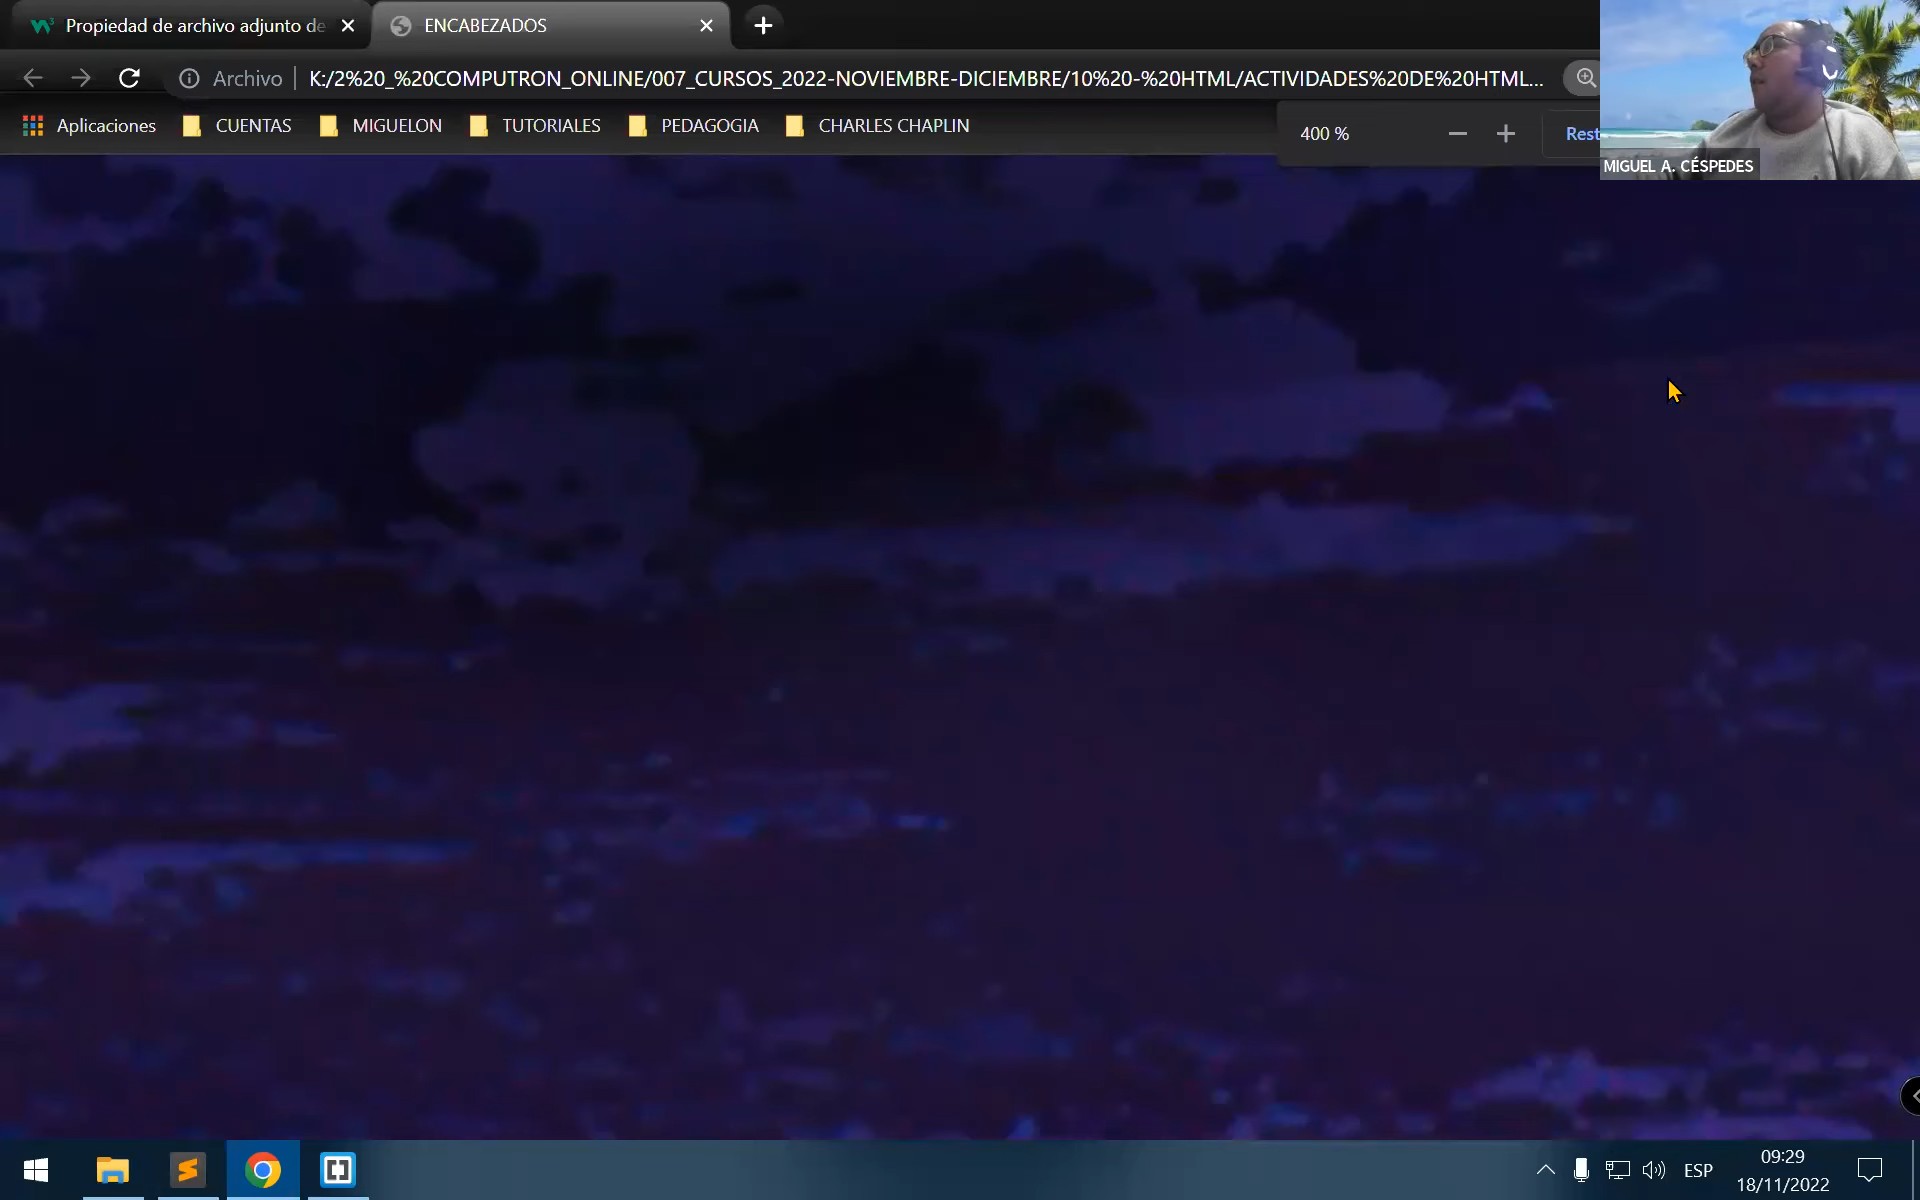 Propiedad de archivo adjunto de
ENCABEZADOS
Archivo
K:/2%20_%20COMPUTRON_ONLINE/007_CURSOS_2022-NOVIEMBRE-DICIEMBRE/10%20-%20HTML/ACTIVIDADES%20DE%20HTML...
Aplicaciones
CUENTAS
MIGUELON
TUTORIALES
PEDAGOGIA
CHARLES CHAPLIN
400 %
Rest
MIGUEL A. CÉSPEDES
ESP
09:29
18/11/2022